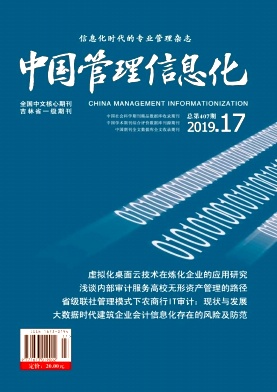 信息化时代的专业管理杂志
中国管理信息化
全国中文核心期刊
吉林省一级期刊
CHINA MANAGEMENT INFORMATIONIZATION
总第407期
2019.17
虚拟化桌面云技术在炼化企业的应用研究
浅谈内部审计服务高校无形资产管理的路径
省级联社管理模式下农商行IT审计：现状与发展
大数据时代建筑企业会计信息化存在的风险及防范
定价：20.00元